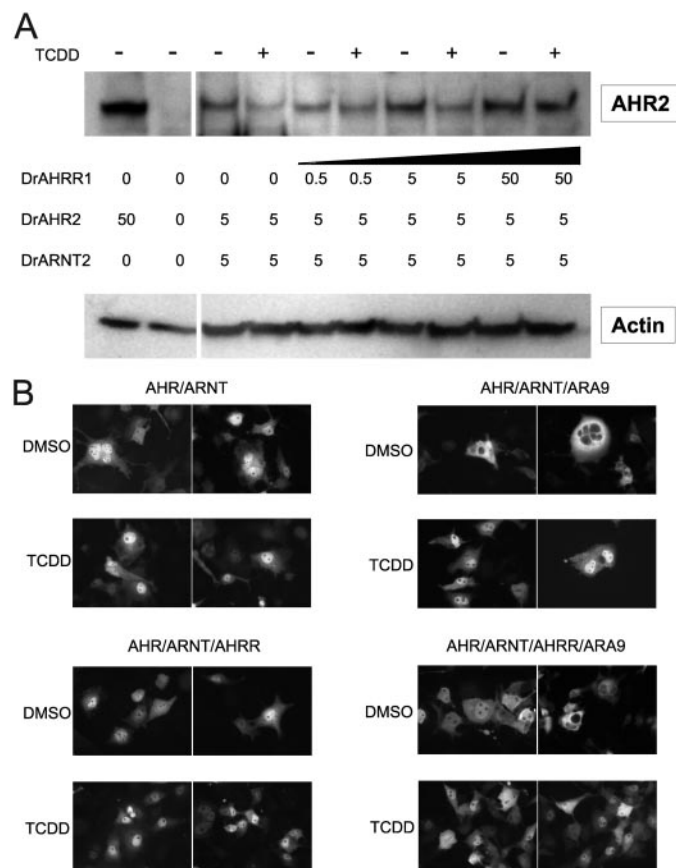 A
TCDD - - - + - + - + - +
AHR2
DrAHRR1 0 0 0 0 0.5 0.5 5 5 50 50
DrAHR2 50 0 5 5 5 5 5 5 5 5
DrARNT2 0 0 5 5 5 5 5 5 5 5
Actin
B
AHR/ARNT
AHR/ARNT/ARA9
DMSO
DMSO
TCDD
TCDD
AHR/ARNT/AHRR
AHR/ARNT/AHRR/ARA9
DMSO
DMSO
TCDD
TCDD